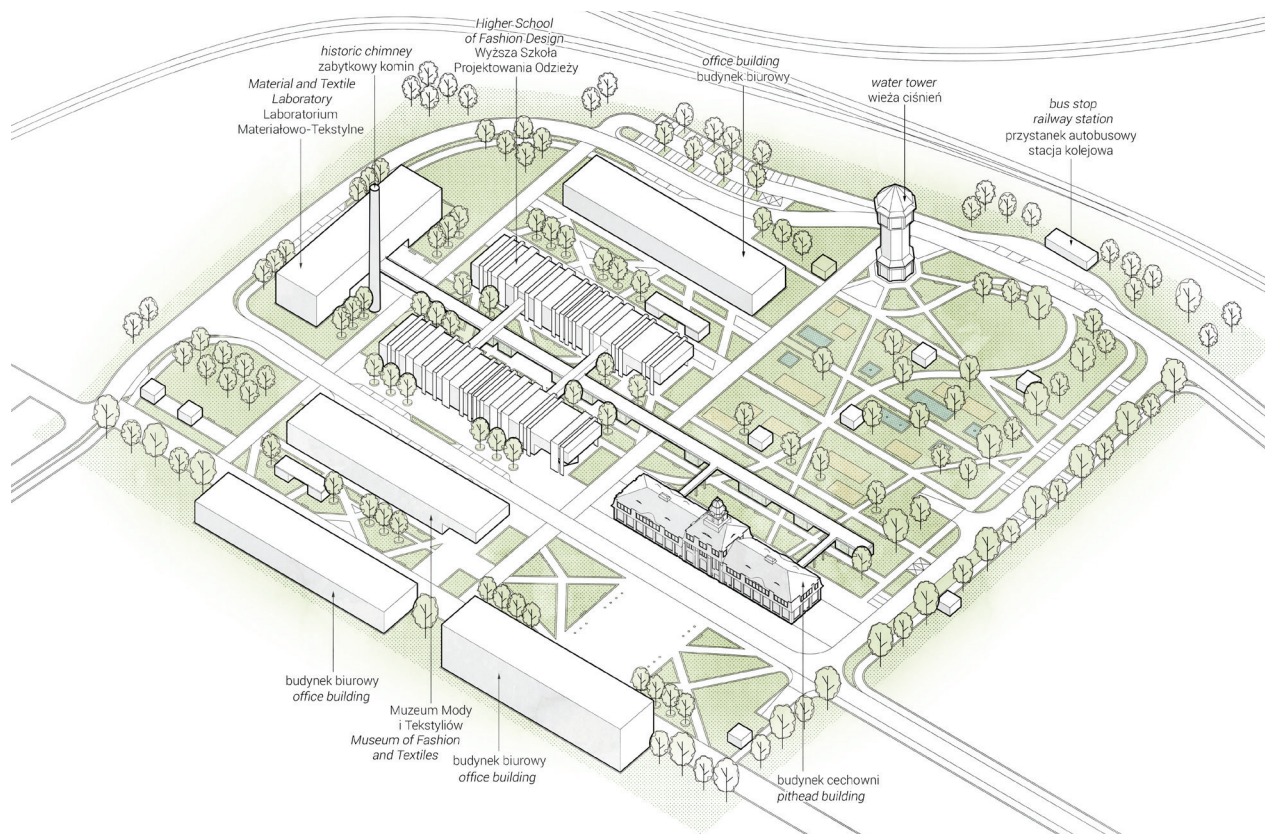 Higher School
of Fashion Design
Wyższa Szkoła
Projektowania Odzieży
historic chimney
zabytkowy komin
Material and Textile
Laboratory
Laboratorium
Materiałowo-Tekstylne
office building
budynek biurowy
water tower
wieża ciśnień
bus stop
railway station
przystanek autobusowy
stacja kolejowa
budynek biurowy
office building
Muzeum Mody
i Tekstyliów
Museum of Fashion
and Textiles
budynek biurowy
office building
budynek cechowni
pithead building